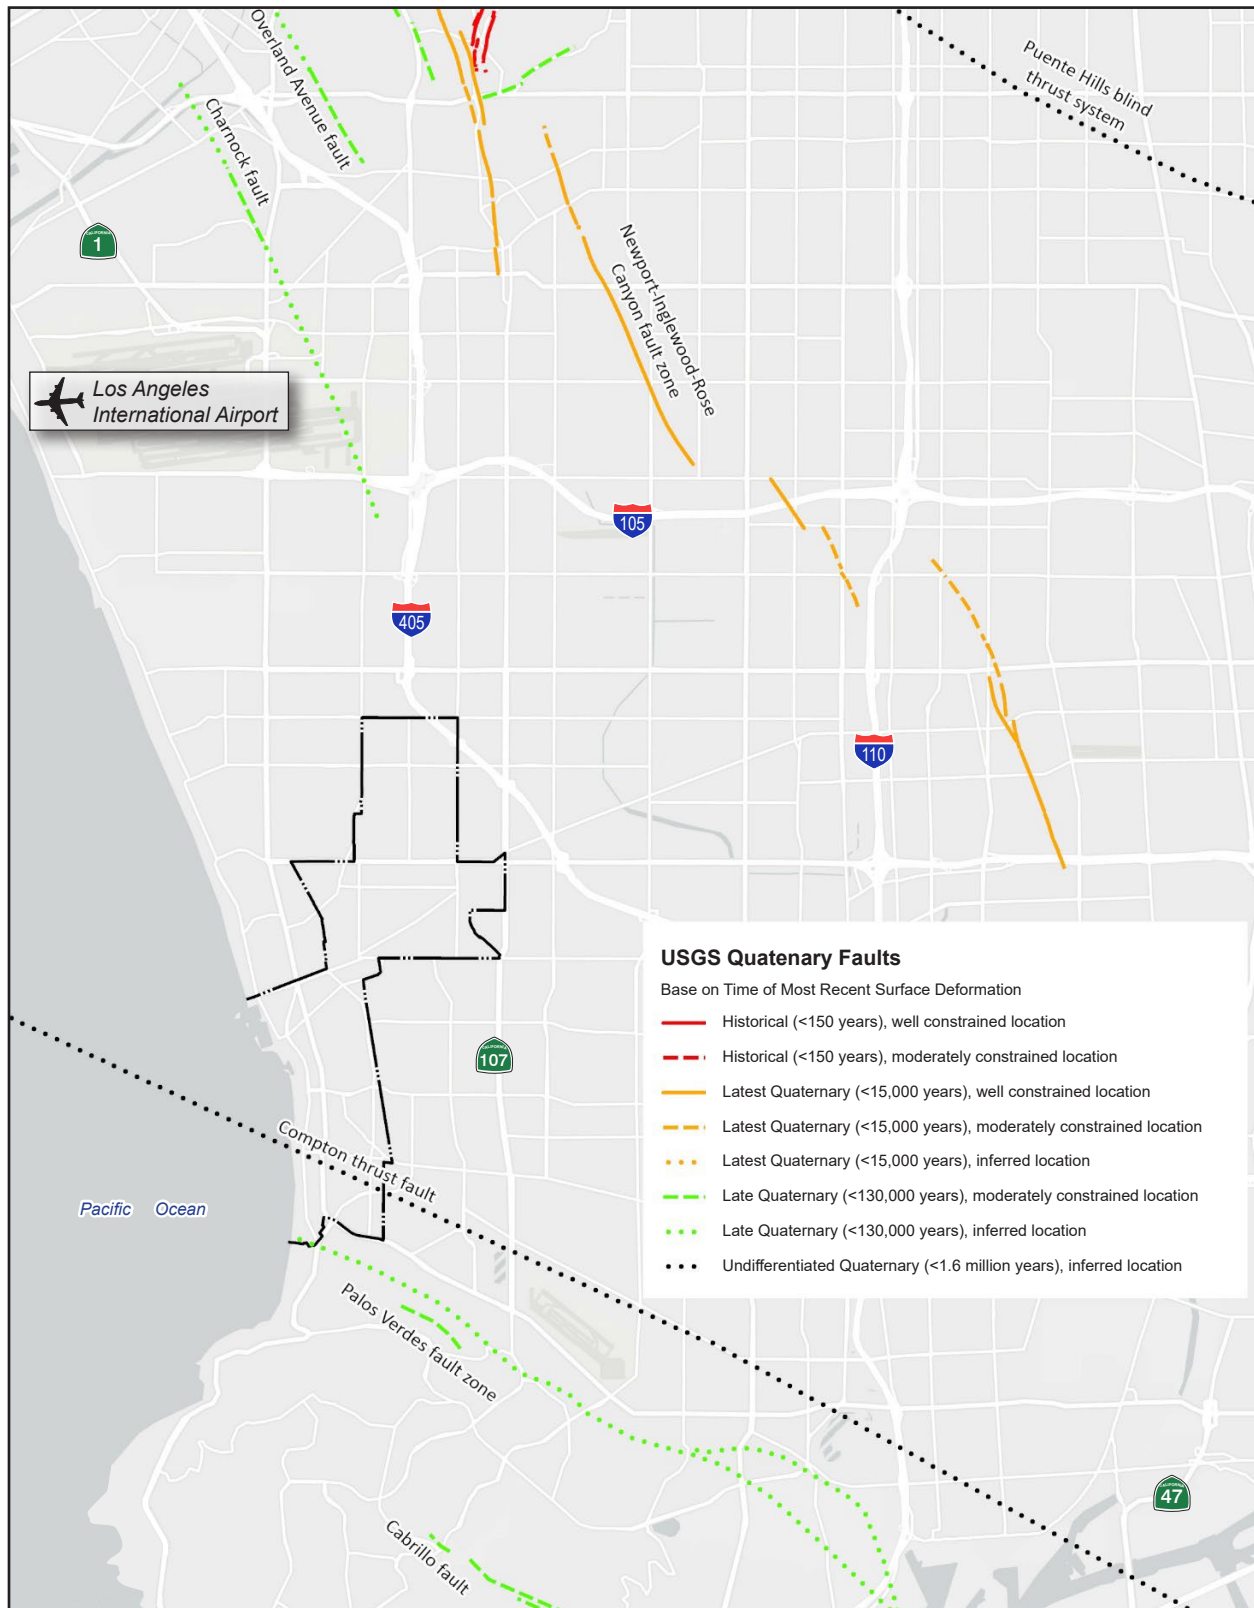 Overland Avenue fault
Charnock fault
Puente Hills blind
thrust system
CALIFORNIA
1
Newport-Inglewood-Rose
Canyon fault zone
Los Angeles
International Airport
105
405
110
USGS Quatenary Faults
Base on Time of Most Recent Surface Deformation
Historical (<150 years), well constrained location
Historical (<150 years), moderately constrained location
Latest Quaternary (<15,000 years), well constrained location
Latest Quaternary (<15,000 years), moderately constrained location
Latest Quaternary (<15,000 years), inferred location
Late Quaternary (<130,000 years), moderately constrained location
Late Quaternary (<130,000 years), inferred location
Undifferentiated Quaternary (<1.6 million years), inferred location
CALIFORNIA
107
Compton thrust fault
Pacific Ocean
Palos Verdes fault zone
CALIFORNIA
47
Cabrillo fault